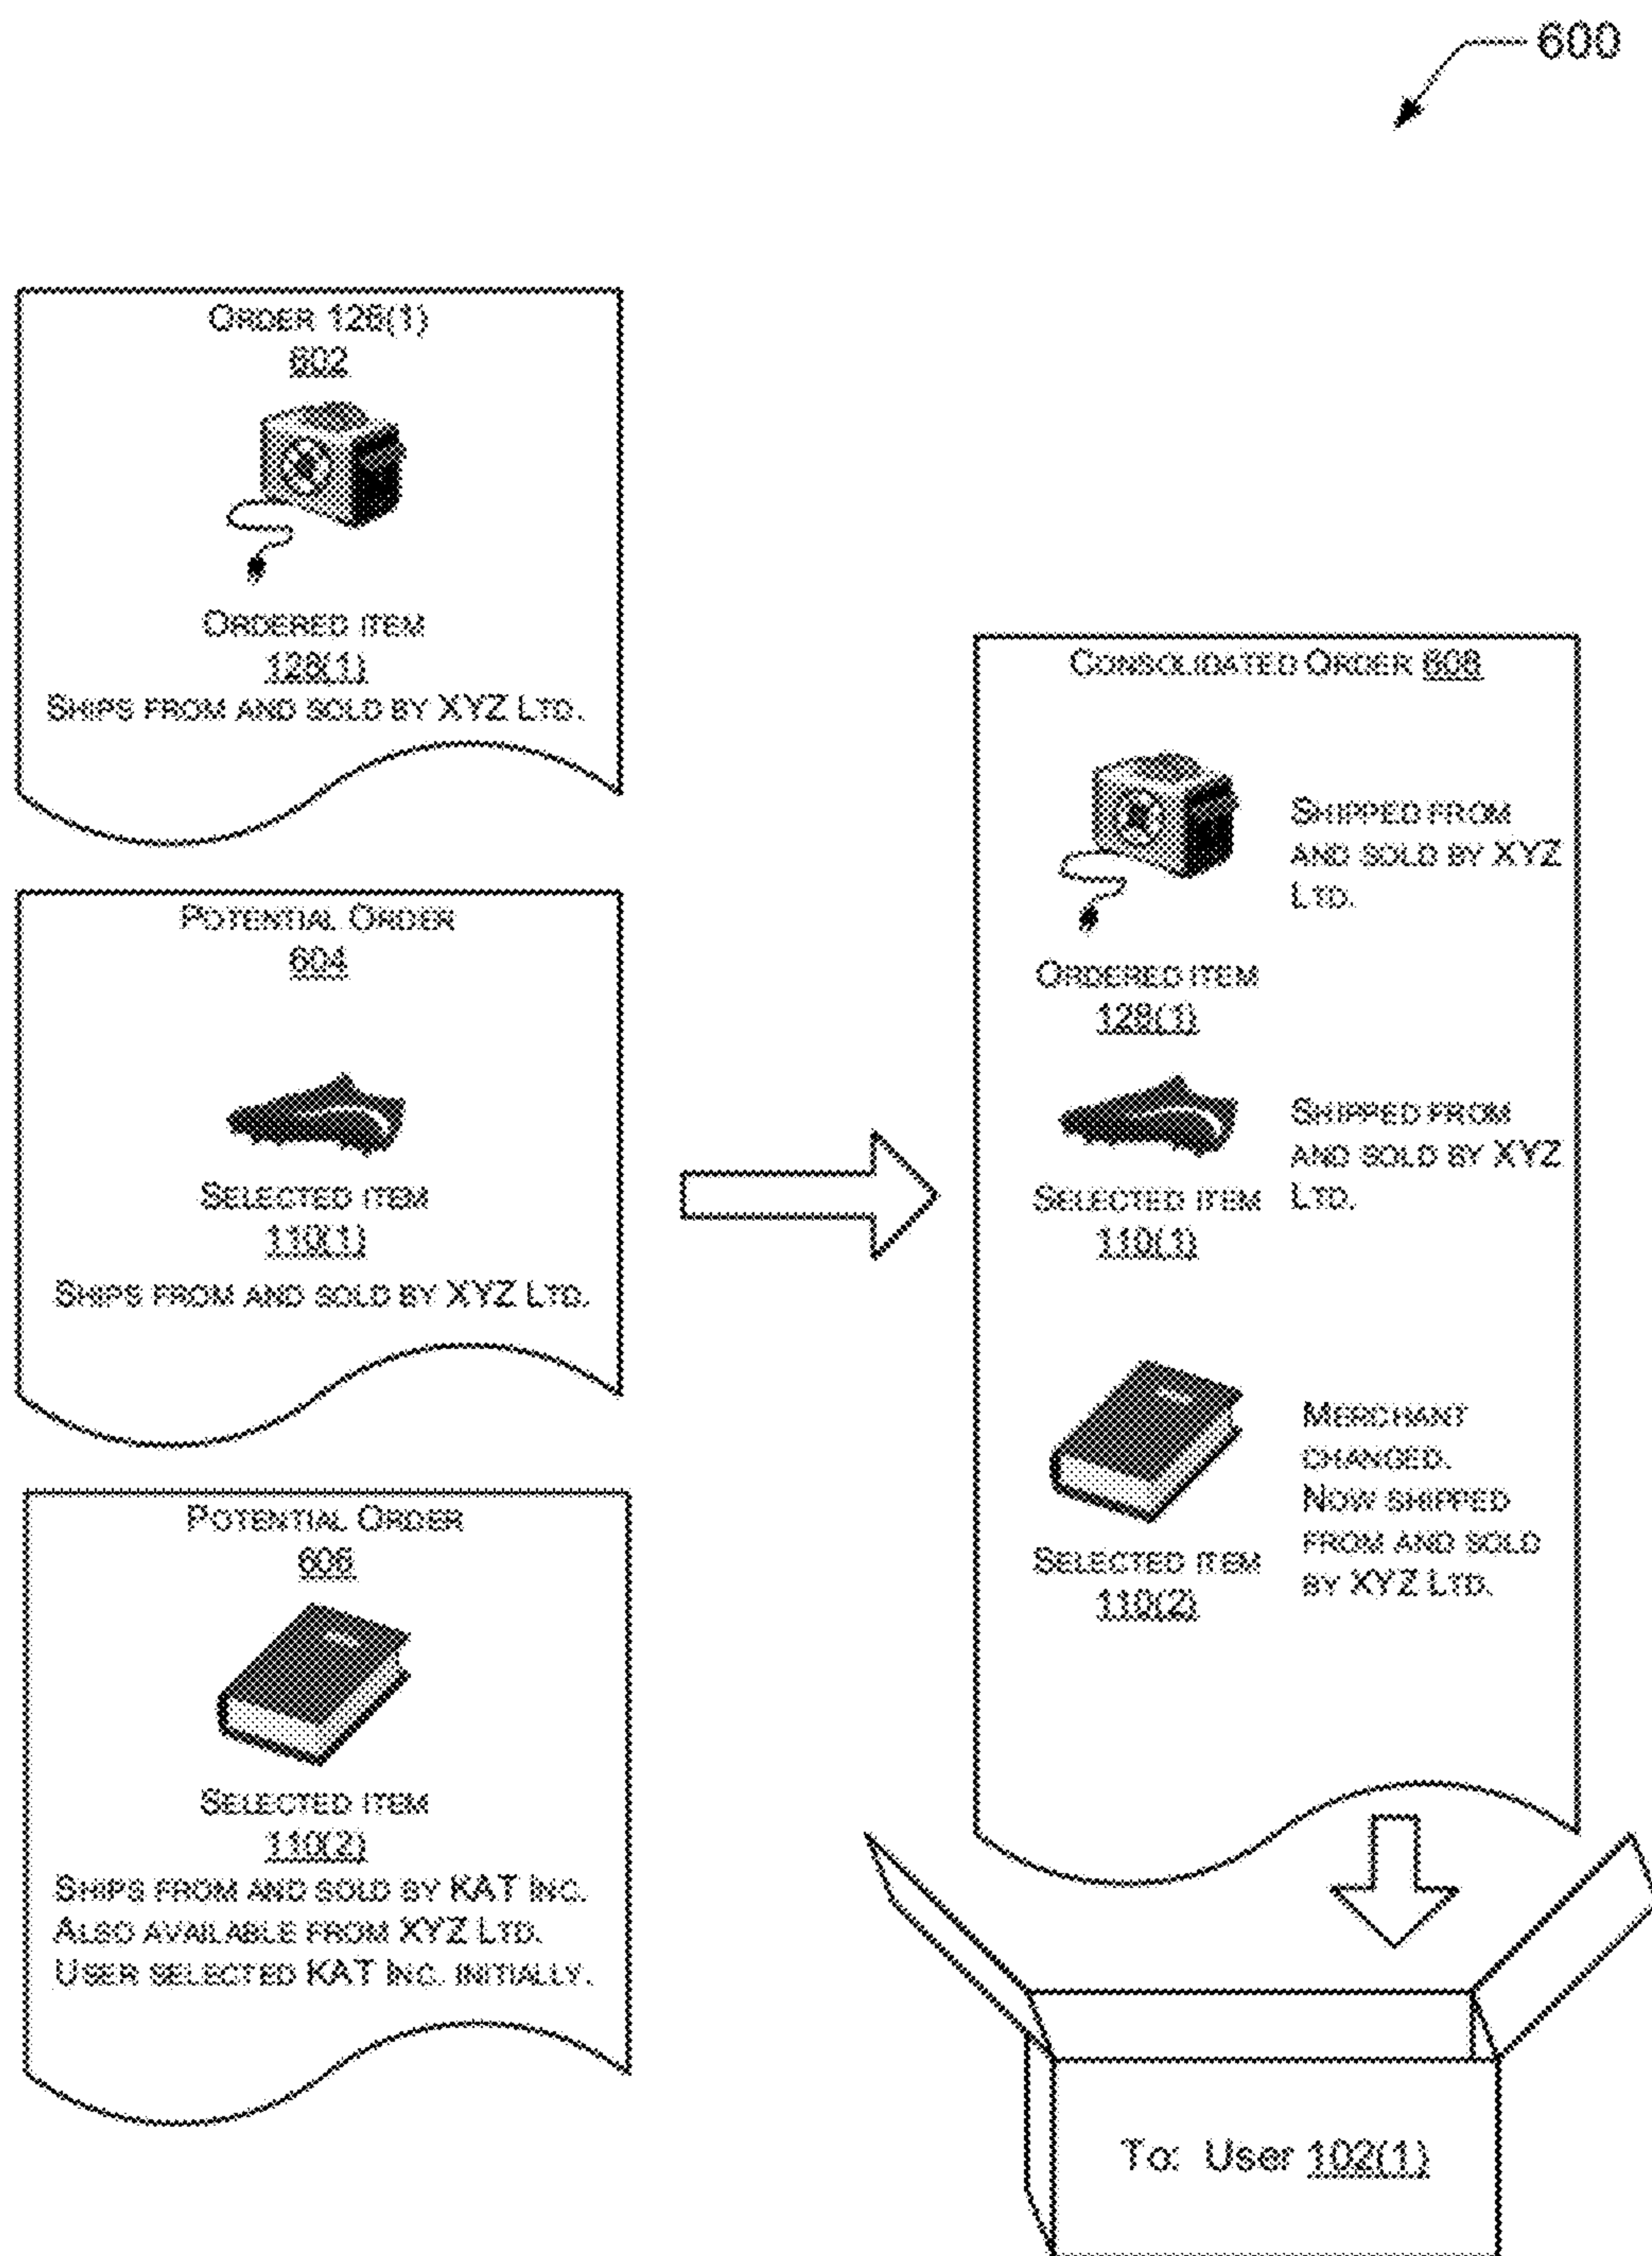 600
ORDER 126(1)
602
ORDERED ITEM
128(1)
SHIPS FROM AND SOLD BY XYZ LTD.
POTENTIAL ORDER
604
SELECTED ITEM
110(1)
SHIPS FROM AND SOLD BY XYZ LTD.
POTENTIAL ORDER
606
SELECTED ITEM
110(2)
SHIPS FROM AND SOLD BY KAT INC.
ALSO AVAILABLE FROM XYZ LTD.
USER SELECTED KAT INC. INITIALLY.
CONSOLIDATED ORDER 608
SHIPPED FROM
AND SOLD BY XYZ
LTD.
ORDERED ITEM
128(1)
SHIPPED FROM
AND SOLD BY XYZ
LTD.
SELECTED ITEM
110(1)
MERCHANT
CHANGED.
NOW SHIPPED
FROM AND SOLD
BY XYZ LTD.
SELECTED ITEM
110(2)
To: User 102(1)